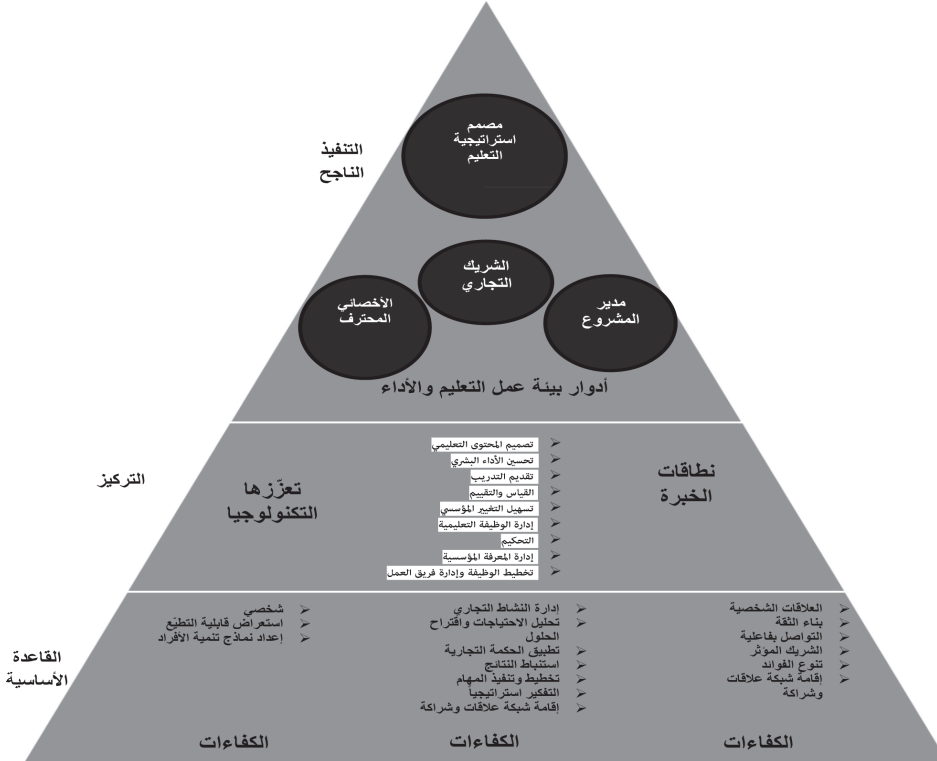 مصمم
استراتيجية
التعليم
التنفيذ
الناجح
الشريك
التجاري
مدير
المشروع
الأخصائي
المحترف
أدوار بيئة عمل التعليم والأداء
نطاقات
الخبرة
تصميم المحتوى التعليمي
تحسين الأداء البشري
تقديم التدريب
القياس والتقييم
تسهيل التغيير المؤسسي
إدارة الوظيفة التعليمية
التحكيم
إدارة المعرفة المؤسسية
تخطيط الوظيفة وإدارة فريق العمل
تعزّزها
التكنولوجيا
التركيز
العلاقات الشخصية
بناء الثقة
التواصل بفاعلية
الشريك المؤثر
تنوع الفوائد
إقامة شبكة علاقات
وشراكة
الكفاءات
إدارة النشاط التجاري
تحليل الاحتياجات واقتراح
الحلول
تطبيق الحكمة التجارية
استنباط النتائج
تخطيط وتنفيذ المهام
التفكير استراتيجياً
إقامة شبكة علاقات وشراكة
الكفاءات
شخصي
استعراض قابلية التطبّع
إعداد نماذج تنمية الأفراد
الكفاءات
القاعدة
الأساسية